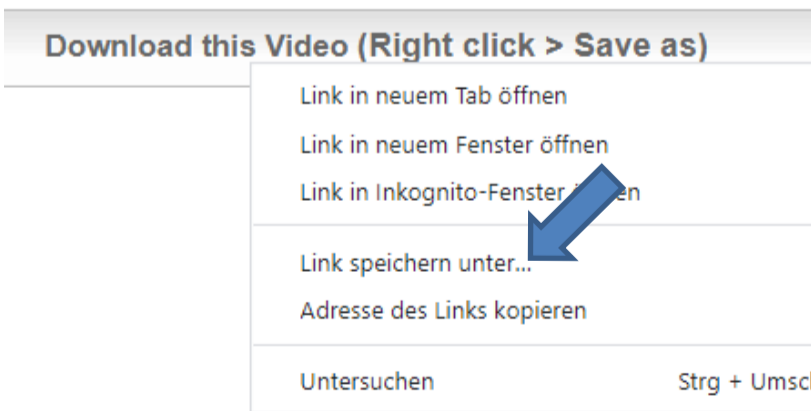 Download this Video (Right click > Save as)
Link in neuem Tab öffnen
Link in neuem Fenster öffnen
Link in Inkognito-Fenster
Link speichern unter...
Adresse des Links kopieren
Untersuchen Strg +